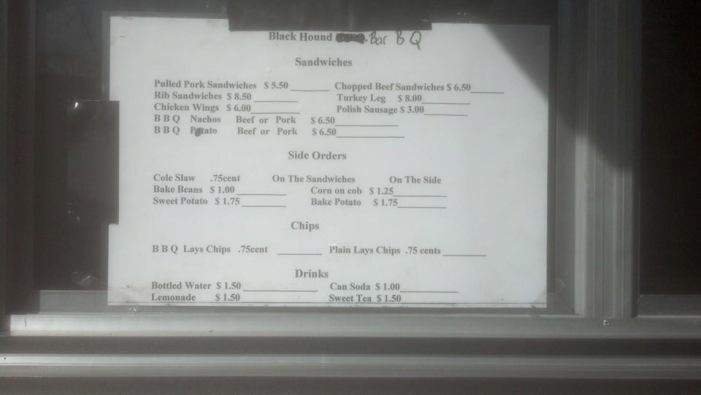 Black Hound Bar B Q
Sandwiches
Pulled Pork Sandwiches $ 5.50 Chopped Beef Sandwiches $ 6.50
Rib Sandwiches $ 8.50 Turkey Leg $ 8.00
Chicken Wings $ 6.00 Polish Sausage $ 3.00
B B Q Nachos Beef or Pork $ 6.50
B B Q Potato Beef or Pork $ 6.50
Side Orders
Cole Slaw .75cent On The Sandwiches On The Side
Bake Beans $ 1.00 Corn on cob $ 1.25
Sweet Potato $ 1.75 Bake Potato $ 1.75
Chips
B B Q Lays Chips .75cent Plain Lays Chips .75 cents
Drinks
Bottled Water $ 1.50 Can Soda $ 1.00
Lemonade $ 1.50 Sweet Tea $ 1.50